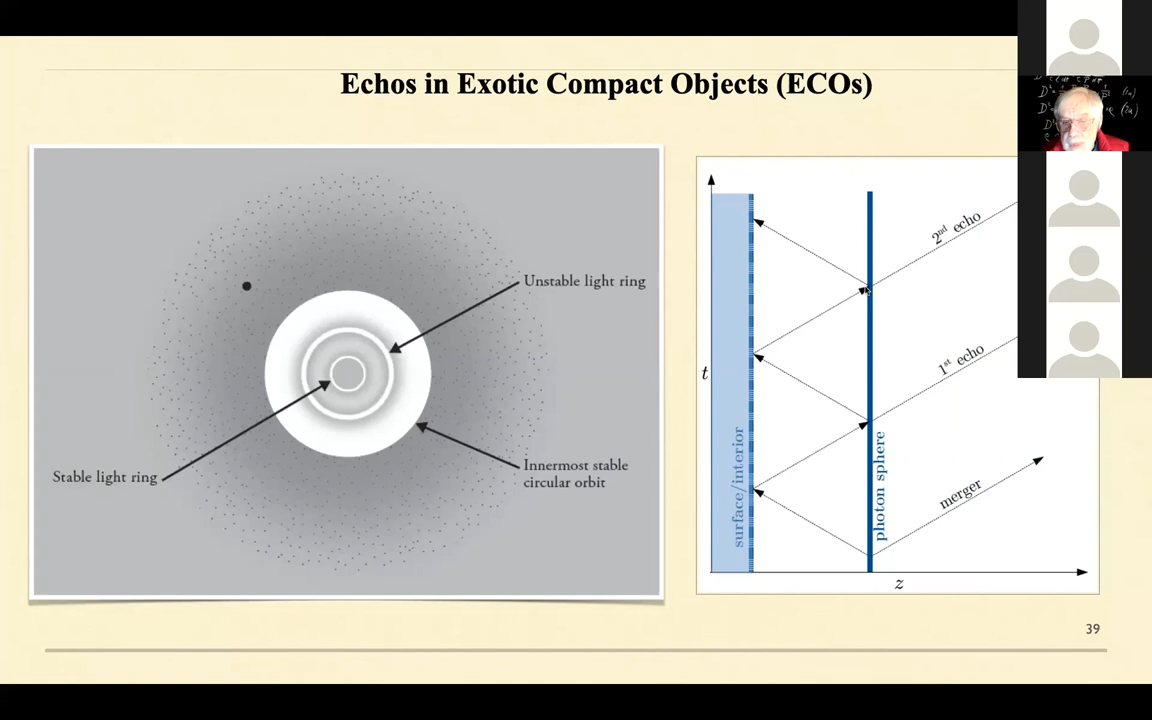 Echos in Exotic Compact Objects (ECOs)
Unstable light ring
Stable light ring
Innermost stable
circular orbit
t
surface/interior
photon sphere
2nd echo
1st echo
merger
z
39